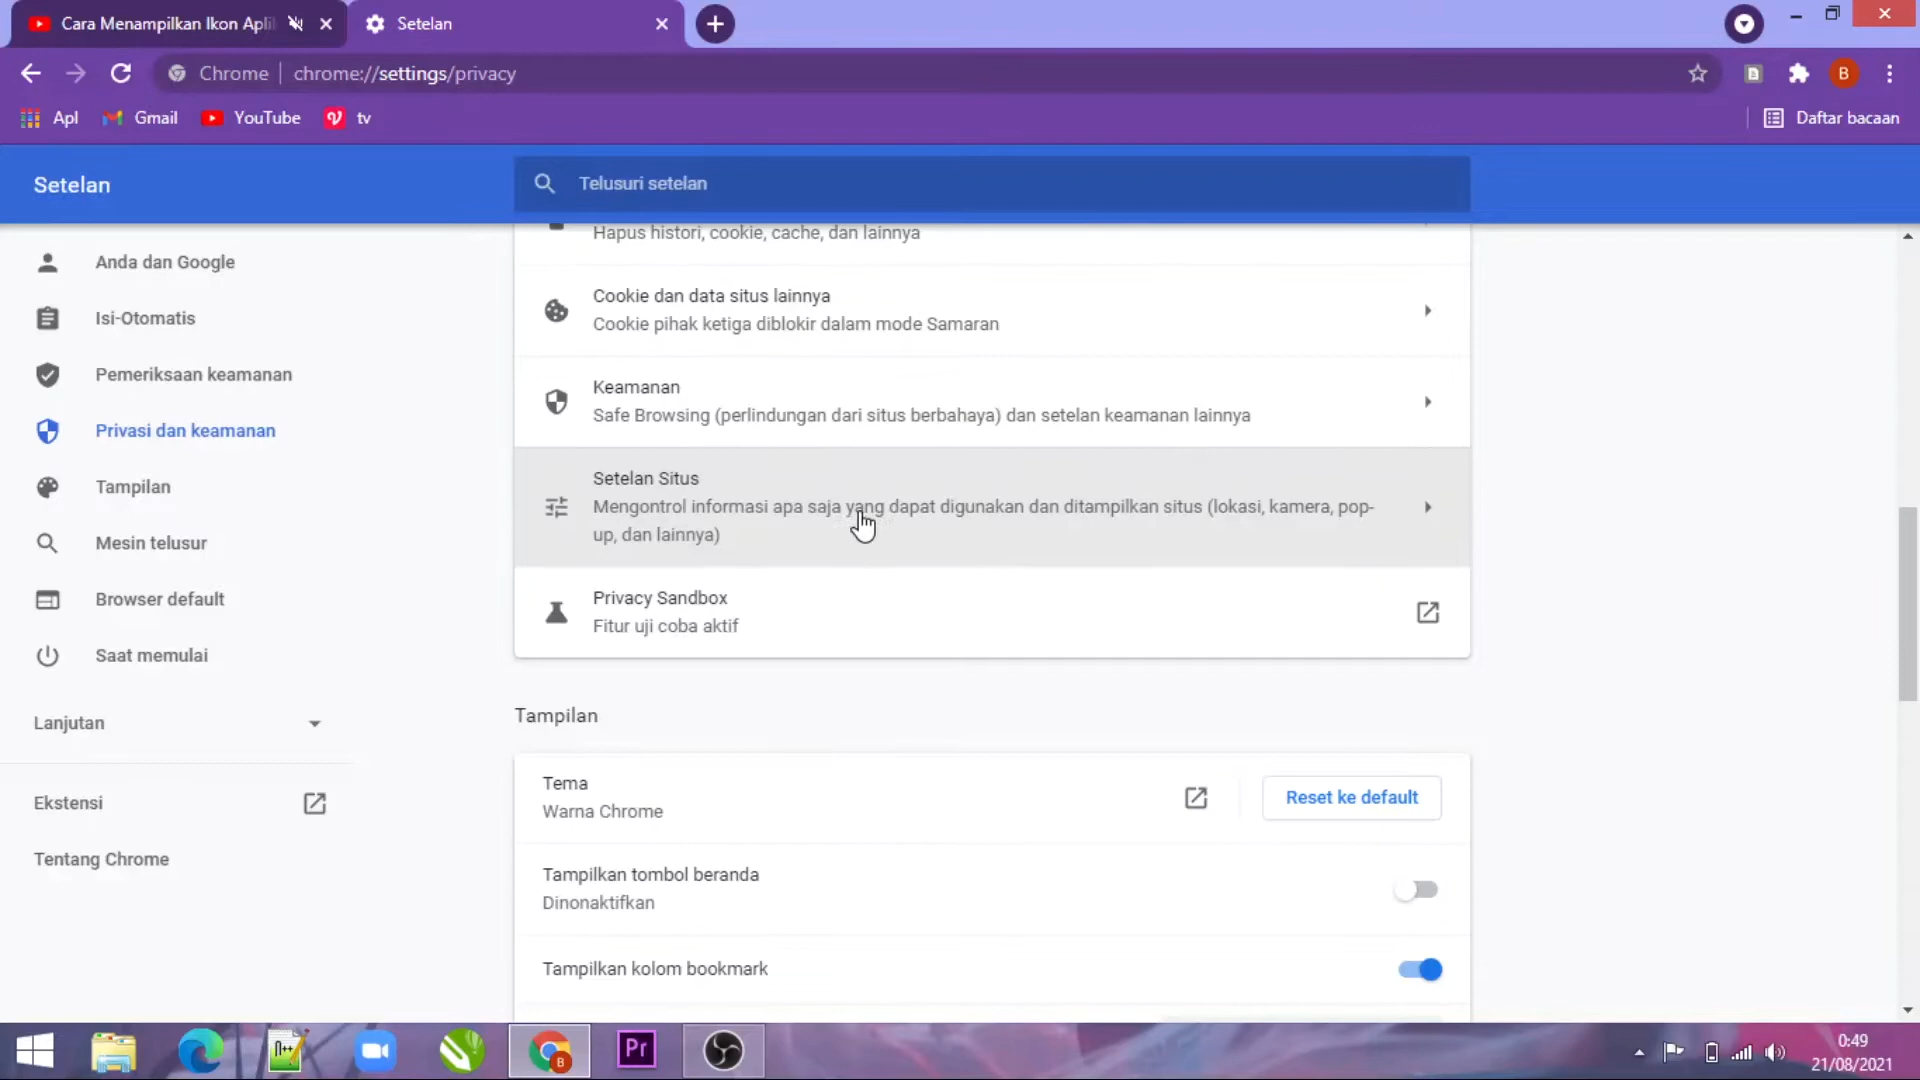 Cara Menampilkan Ikon Apli
Setelan
Chrome
chrome://settings/privacy
B
Apl
Gmail
YouTube
tv
Daftar bacaan
Setelan
Telusuri setelan
Anda dan Google
Isi-Otomatis
Pemeriksaan keamanan
Privasi dan keamanan
Tampilan
Mesin telusur
Browser default
Saat memulai
Lanjutan
Ekstensi
Tentang Chrome
Hapus histori, cookie, cache, dan lainnya
Cookie dan data situs lainnya
Cookie pihak ketiga diblokir dalam mode Samaran
Keamanan
Safe Browsing (perlindungan dari situs berbahaya) dan setelan keamanan lainnya
Setelan Situs
Mengontrol informasi apa saja yang dapat digunakan dan ditampilkan situs (lokasi, kamera, pop-
up, dan lainnya)
Privacy Sandbox
Fitur uji coba aktif
Tampilan
Tema
Warna Chrome
Reset ke default
Tampilkan tombol beranda
Dinonaktifkan
Tampilkan kolom bookmark
B
Pr
0:49
21/08/2021